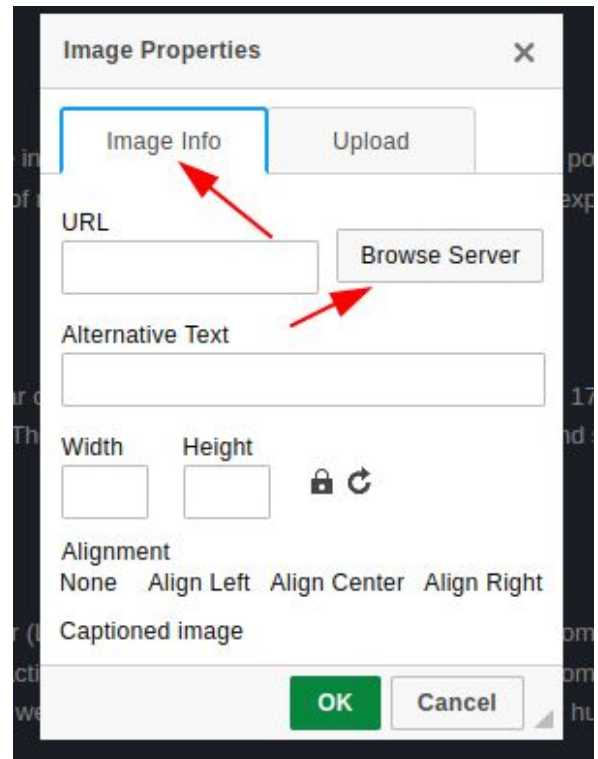 Image Properties
Image Info Upload
URL
Browse Server
Alternative Text
Width Height
Alignment
None Align Left Align Center Align Right
Captioned image
OK Cancel